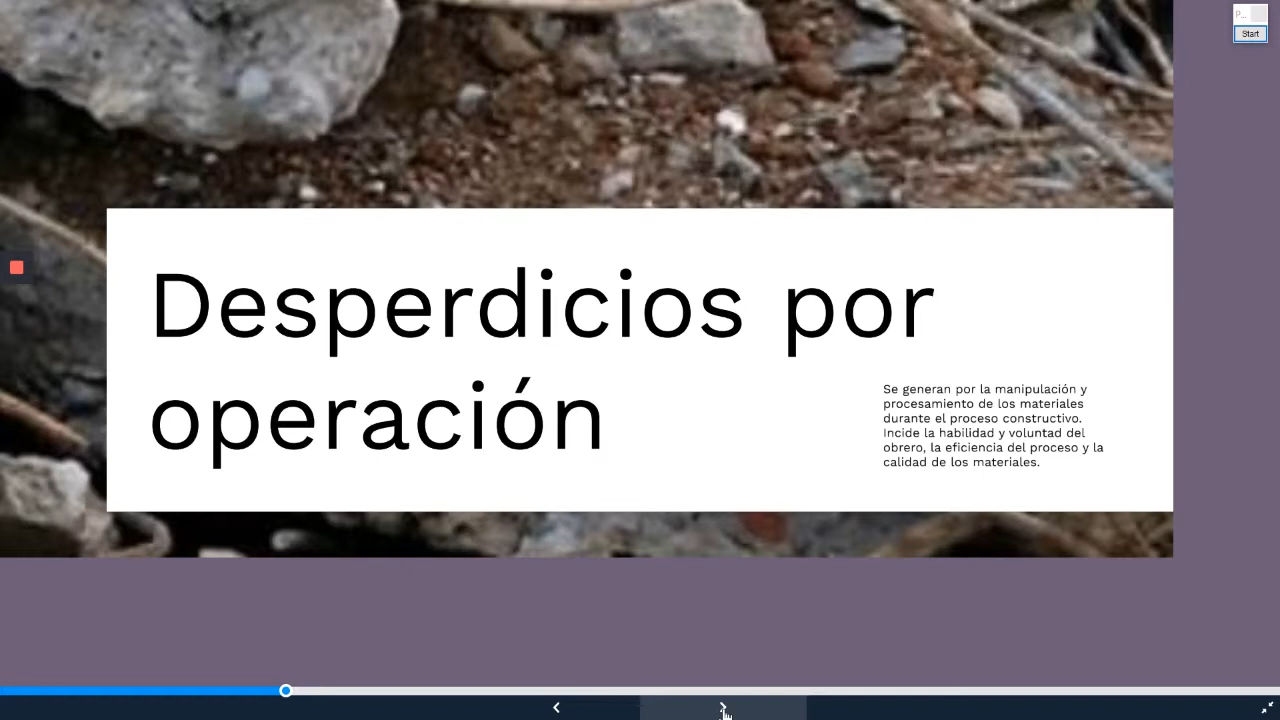 P...
Start
Desperdicios por
operación
Se generan por la manipulación y
procesamiento de los materiales
durante el proceso constructivo.
Incide la habilidad y voluntad del
obrero, la eficiencia del proceso y la
calidad de los materiales.